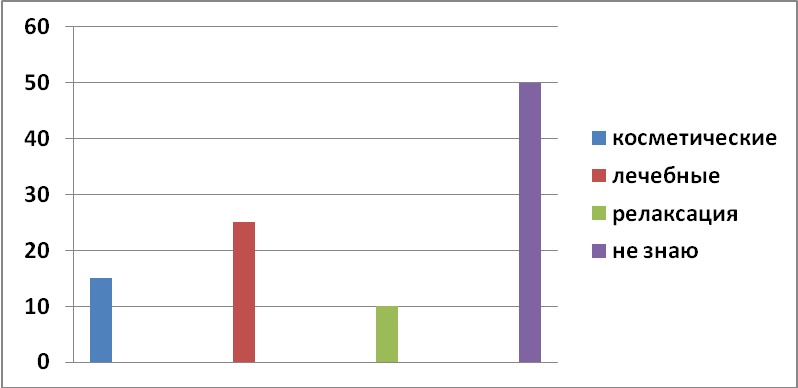 60
50
40
30
20
10
0
косметические
лечебные
релаксация
не знаю